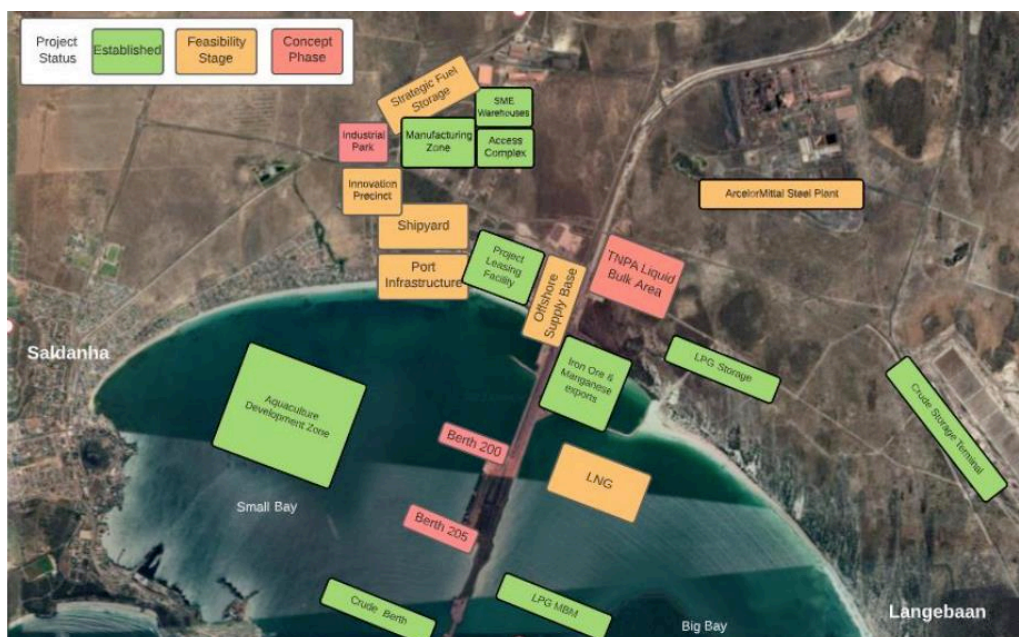 Project
Status
Established
Feasibility
Stage
Concept
Phase
Strategic Fuel
Storage
SME
Warehouses
Industrial
Park
Manufacturing
Zone
Access
Complex
Innovation
Precinct
ArcelorMittal Steel Plant
Shipyard
Project
Leasing
Facility
Port
Infrastructure
Offshore
Supply Base
TNPA Liquid
Bulk Area
Saldanha
Iron Ore &
Manganese
exports
LPG Storage
Crude Storage Terminal
Aquaculture
Development Zone
Berth 200
LNG
Small Bay
Berth 205
Crude Berth
LPG MBM
Big Bay
Langebaan